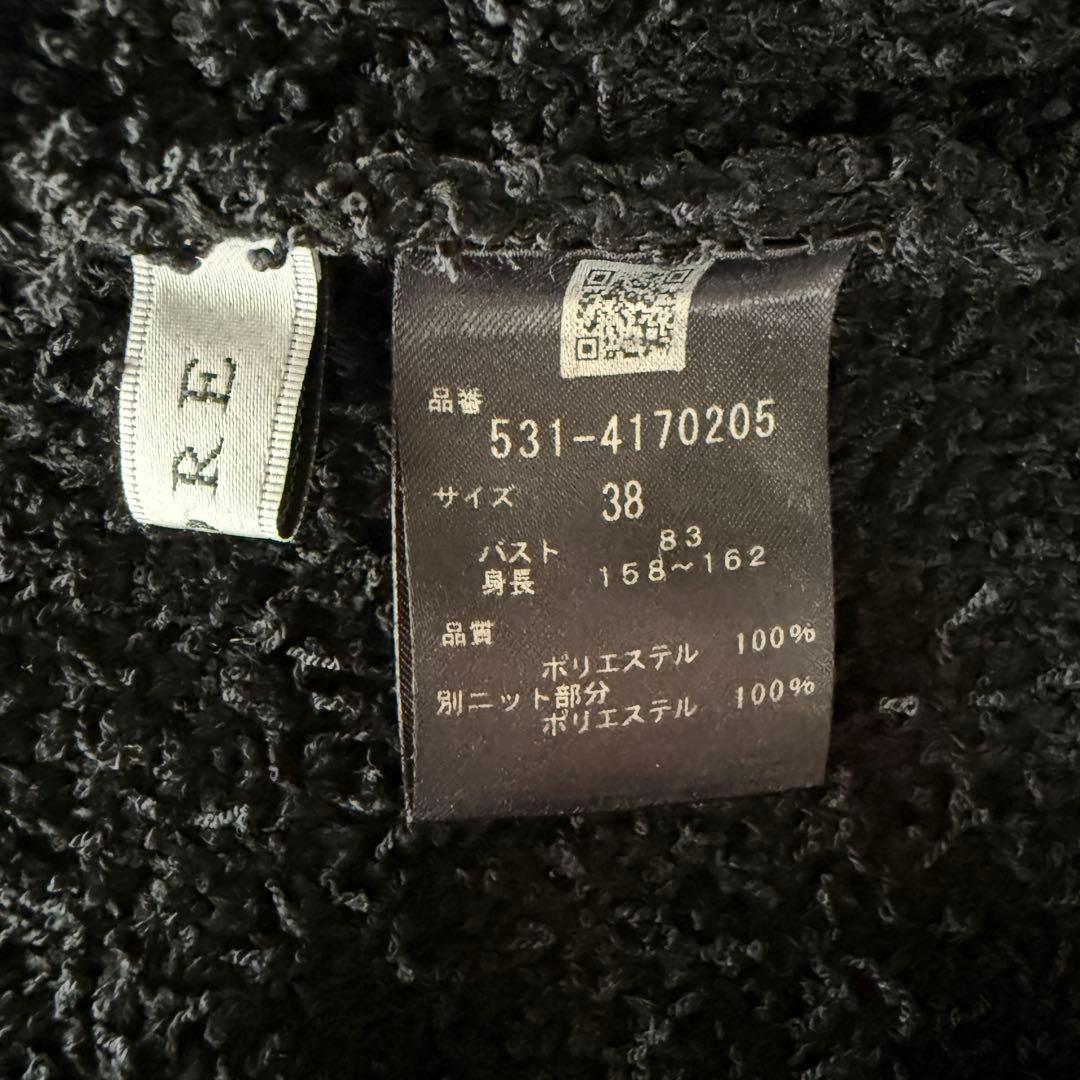 RE
品番
531-4170205
サイズ 38
バスト 83
身長 158~162
品質
ポリエステル 100%
別ニット部分
ポリエステル 100%